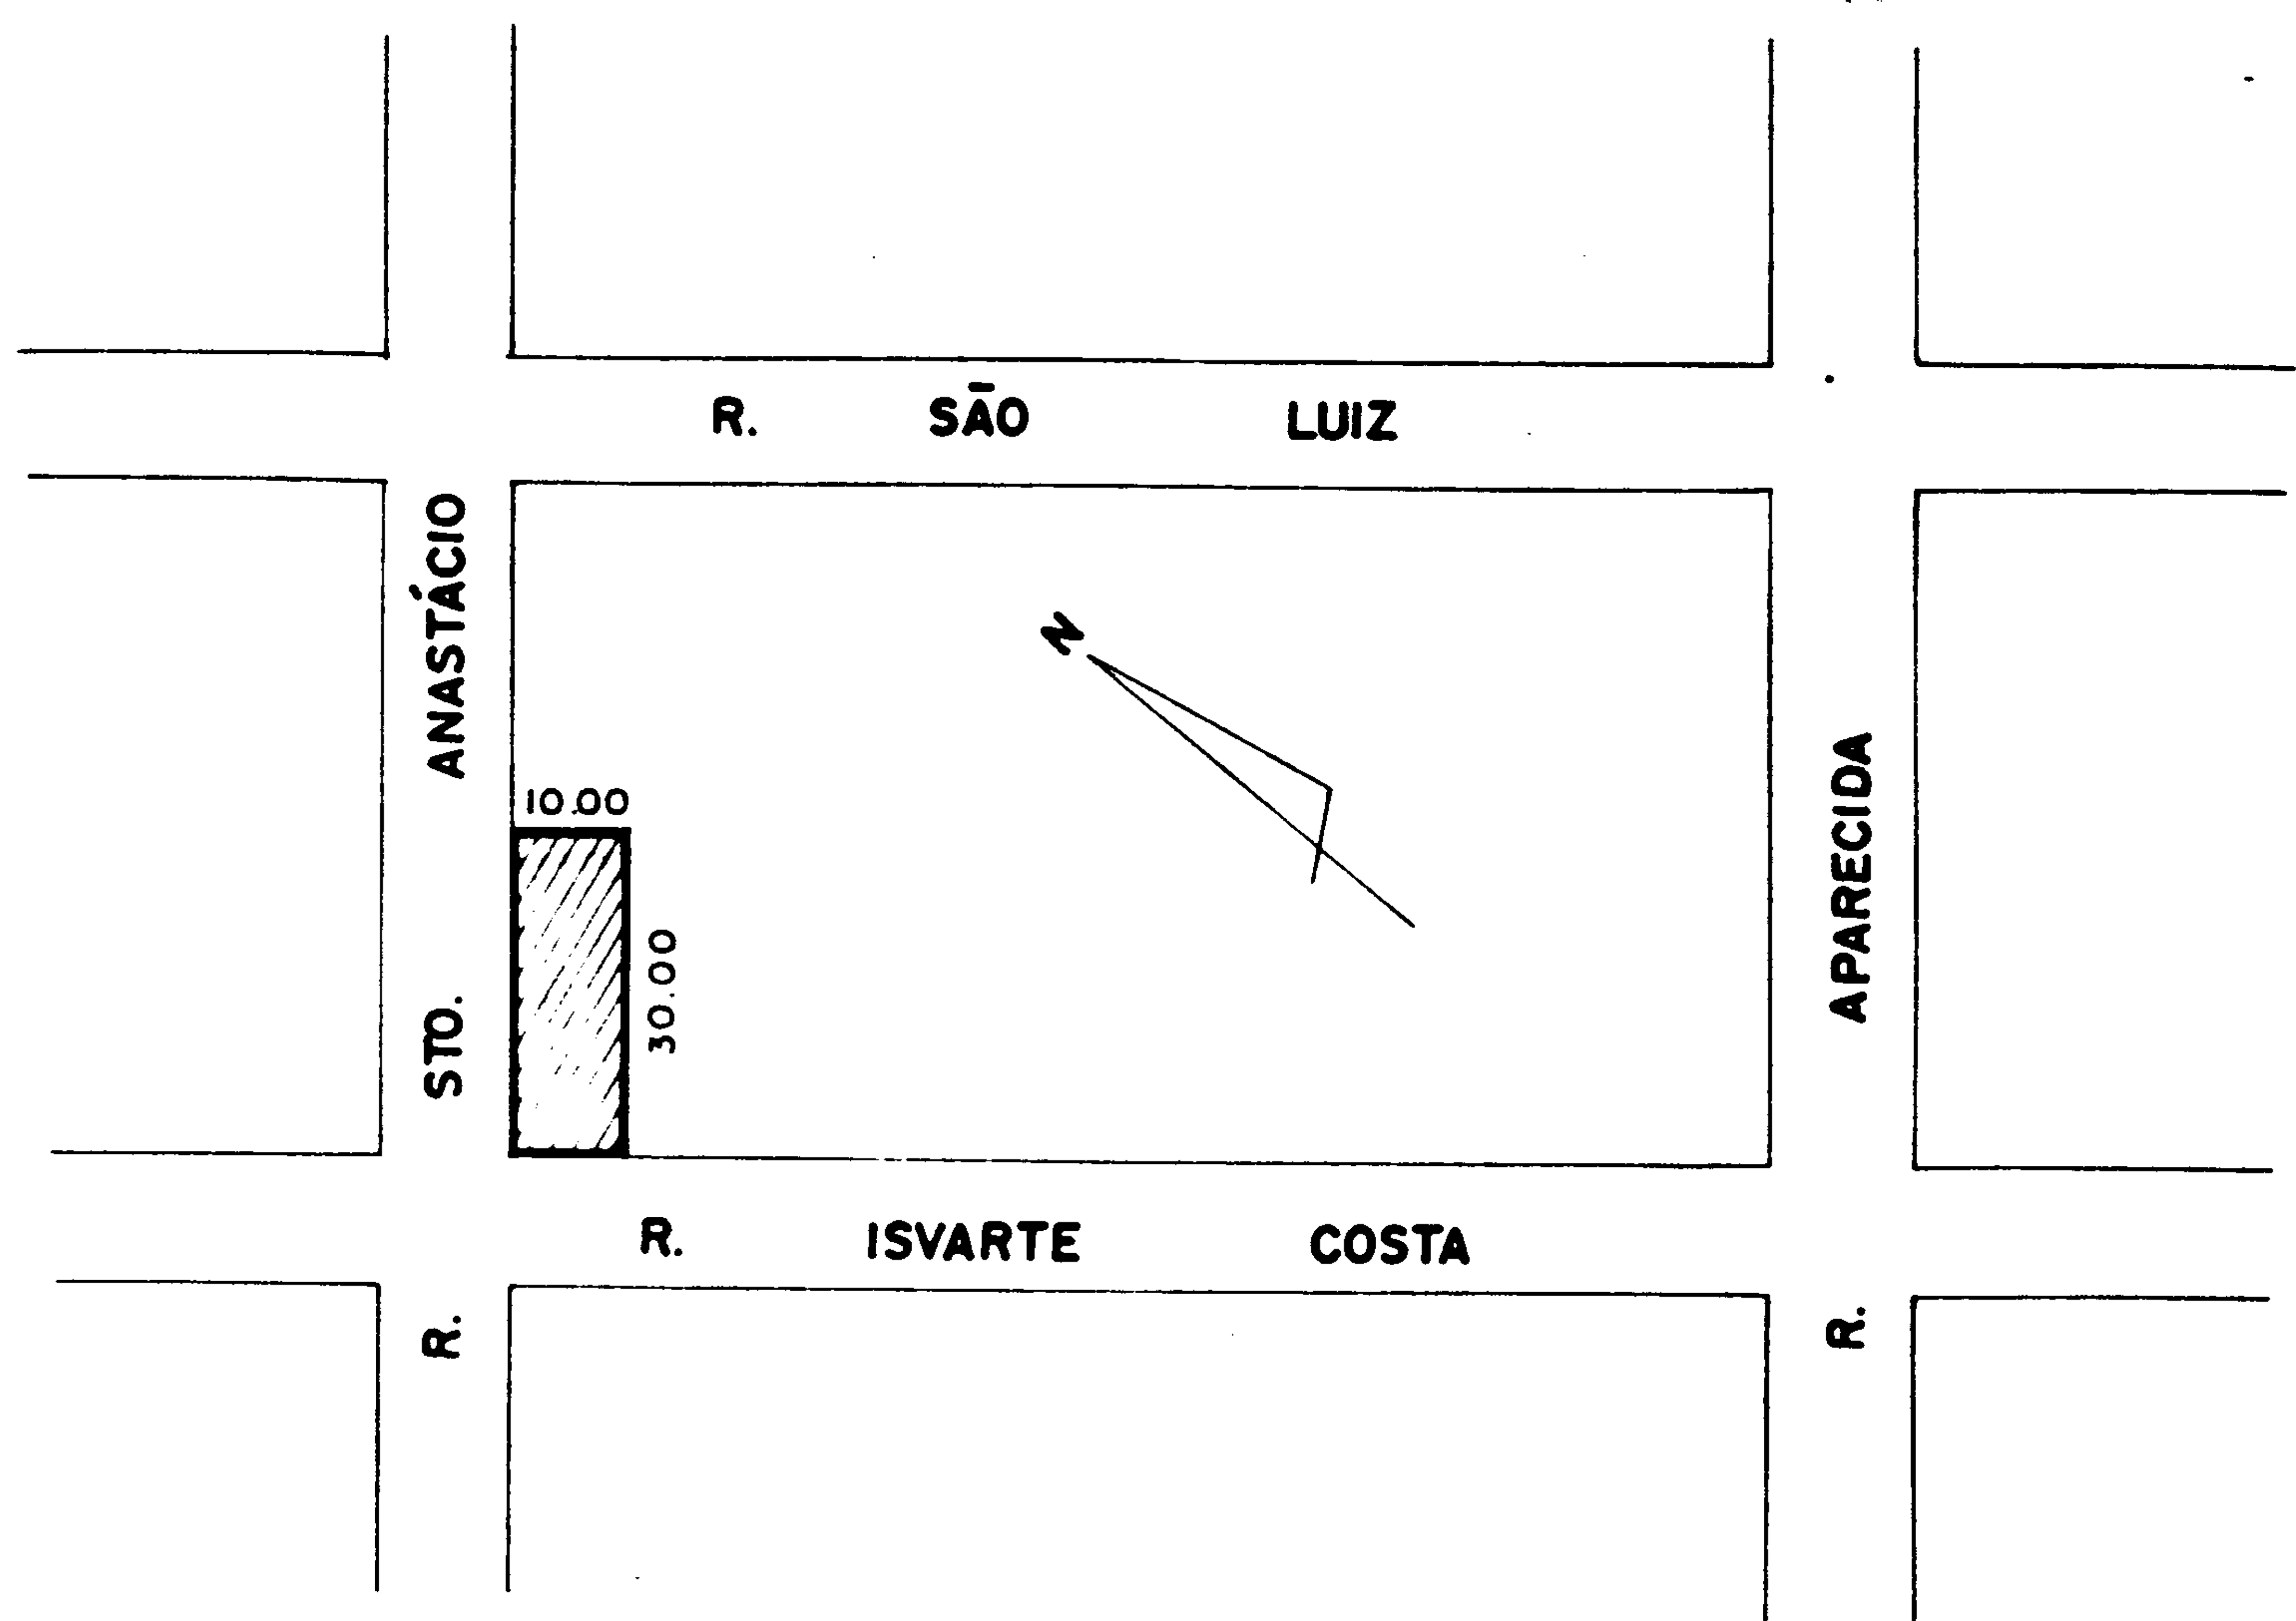 R. SÃO LUIZ
R. STO. ANASTÁCIO
N
10.00
30.00
R. APARECIDA
R. ISVARTE COSTA